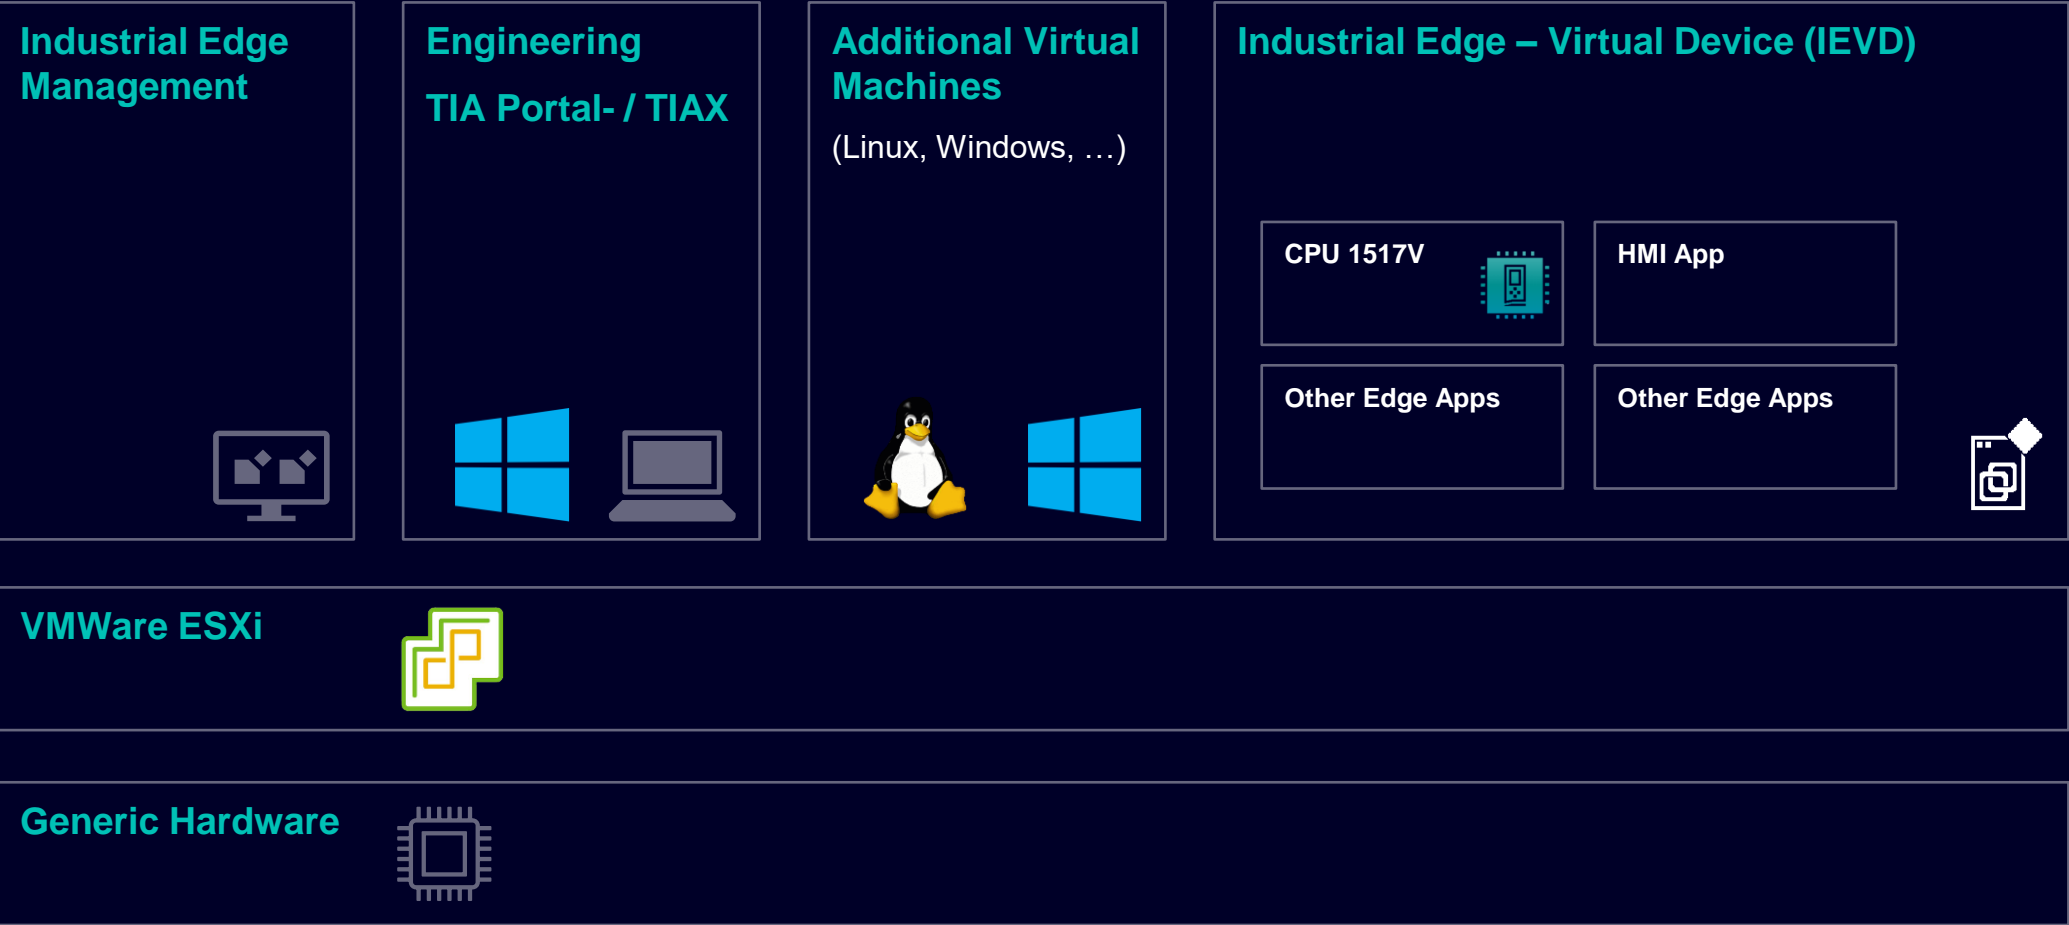 Industrial Edge
Management
Engineering
TIA Portal- / TIAX
Additional Virtual
Machines
(Linux, Windows, …)
Industrial Edge – Virtual Device (IEVD)
CPU 1517V
HMI App
Other Edge Apps
Other Edge Apps
VMWare ESXi
Generic Hardware